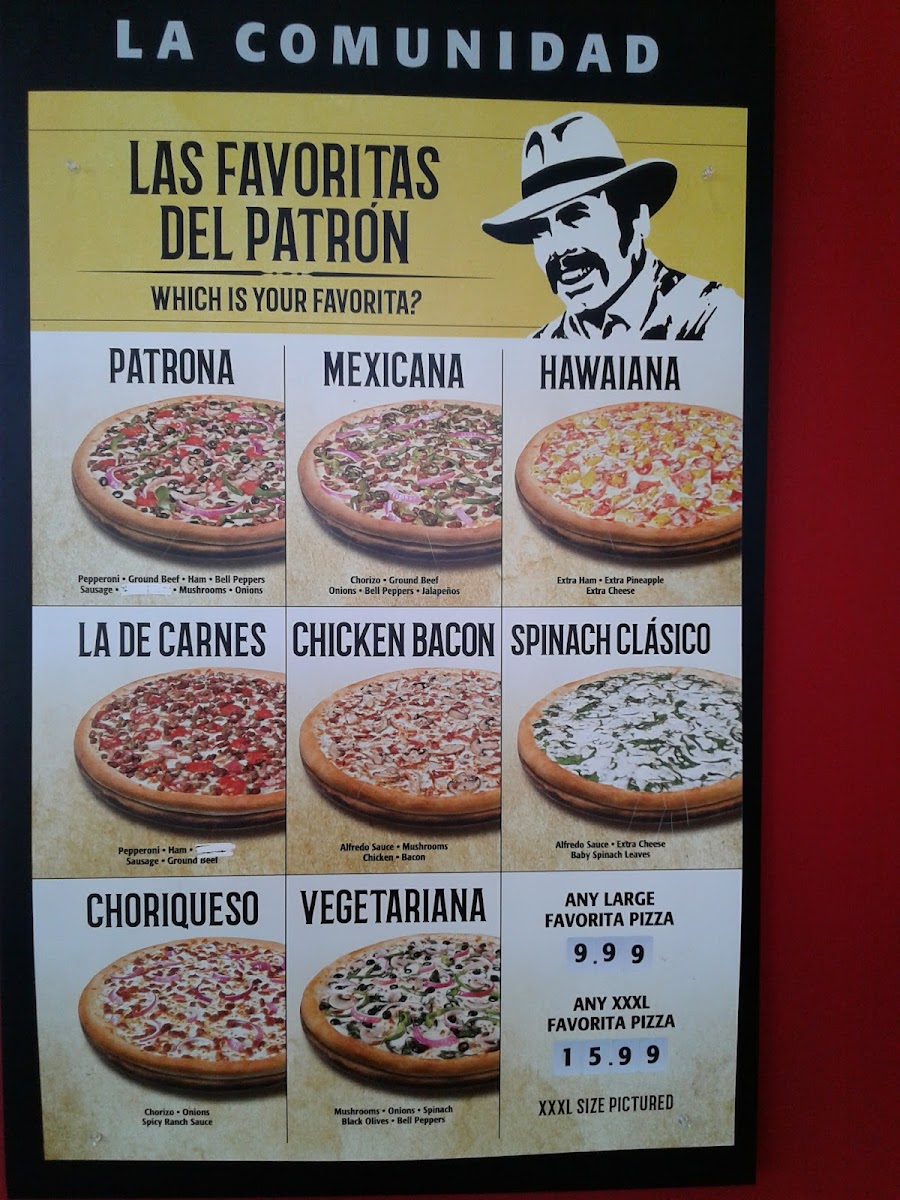 LA COMUNIDAD
LAS FAVORITAS
DEL PATRÓN
WHICH IS YOUR FAVORITA?
PATRONA
Pepperoni • Ground Beef • Ham • Bell Peppers
Sausage • • Mushrooms • Onions
MEXICANA
Chorizo • Ground Beef
Onions • Bell Peppers • Jalapeños
HAWAIANA
Extra Ham • Extra Pineapple
Extra Cheese
LA DE CARNES
Pepperoni • Ham •
Sausage • Ground Beef
CHICKEN BACON
Alfredo Sauce • Mushrooms
Chicken • Bacon
SPINACH CLÁSICO
Alfredo Sauce • Extra Cheese
Baby Spinach Leaves
CHORIQUESO
Chorizo • Onions
Spicy Ranch Sauce
VEGETARIANA
Mushrooms • Onions • Spinach
Black Olives • Bell Peppers
ANY LARGE
FAVORITA PIZZA
9.99
ANY XXXL
FAVORITA PIZZA
15.99
XXXL SIZE PICTURED